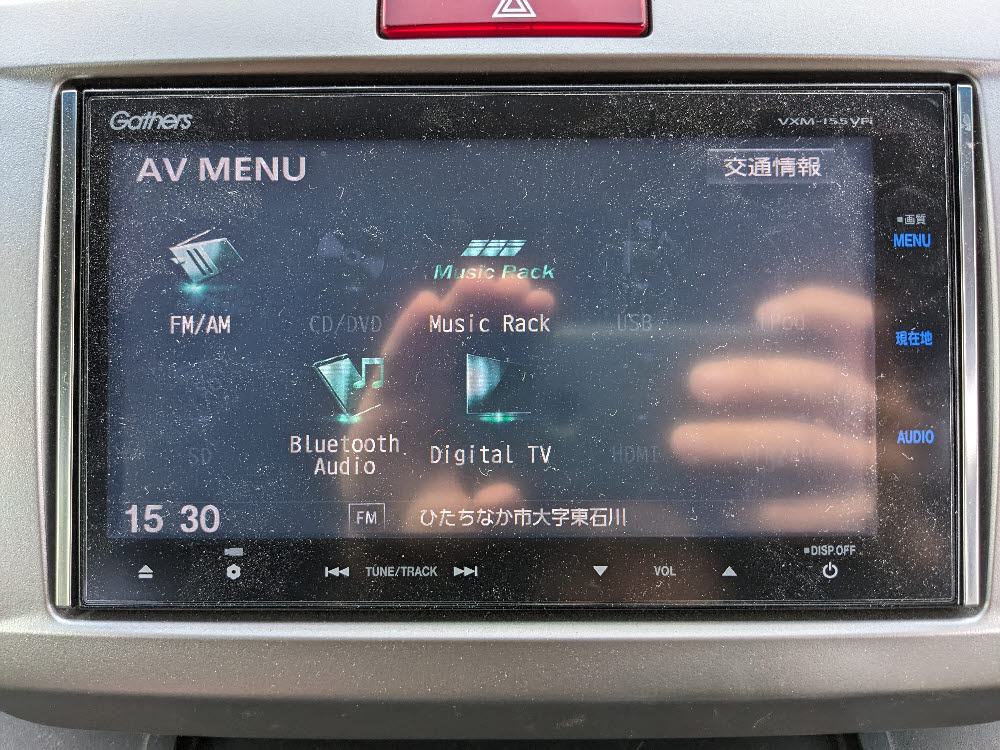 Gathers
VXM-155VFi
AV MENU
交通情報
■画質
MENU
Music Rack
FM/AM
CD/DVD
Music Rack
USB
iPod
現在地
Bluetooth
Audio
Digital TV
SD
HDMI
AUDIO
15 30
FM
ひたちなか市大字東石川
■DISP.OFF
TUNE/TRACK
VOL